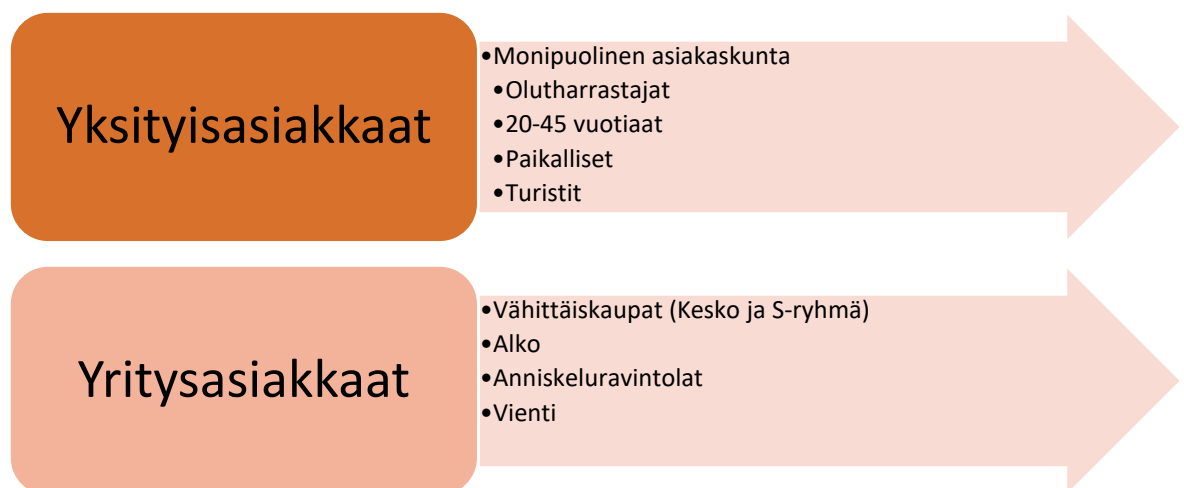 Yksityisasiakkaat
•Monipuolinen asiakaskunta
•Olutharrastajat
•20-45 vuotiaat
•Paikalliset
•Turistit
Yritysasiakkaat
•Vähittäiskaupat (Kesko ja S-ryhmä)
•Alko
•Anniskeluravintolat
•Vienti